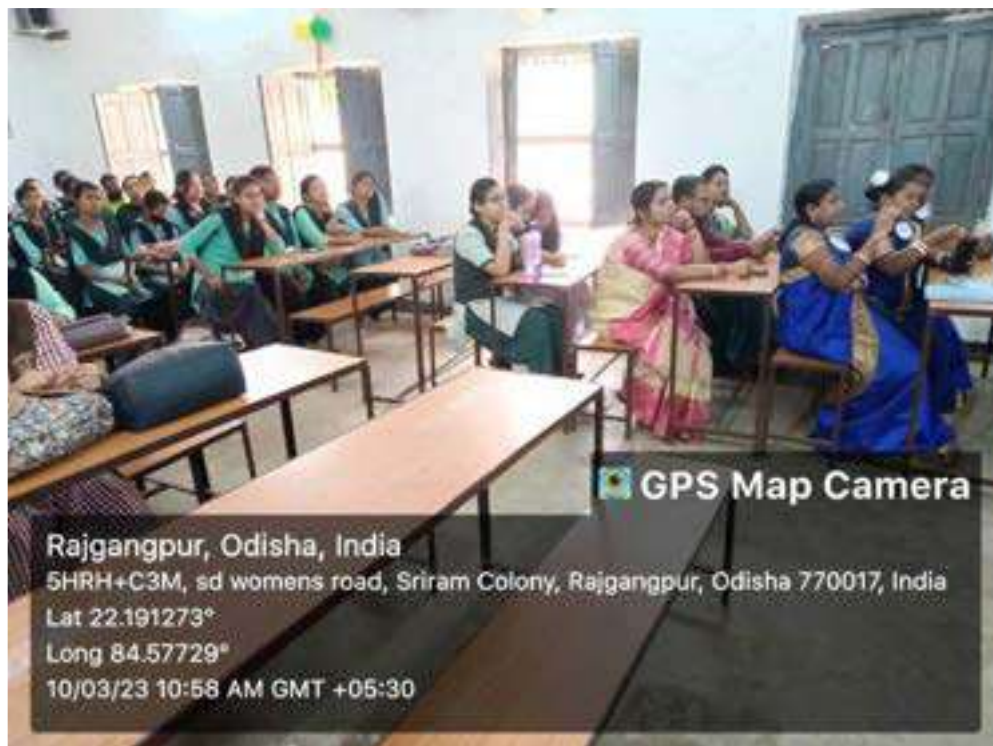 GPS Map Camera
Rajgangpur, Odisha, India
5HRH+C3M, sd womens road, Sriram Colony, Rajgangpur, Odisha 770017, India
Lat 22.191273°
Long 84.57729°
10/03/23 10:58 AM GMT +05:30